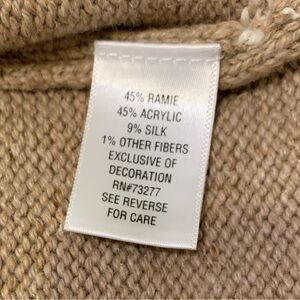 45% RAMIE
45% ACRYLIC
9% SILK
1% OTHER FIBERS
EXCLUSIVE OF
DECORATION
RN#73277
SEE REVERSE
FOR CARE